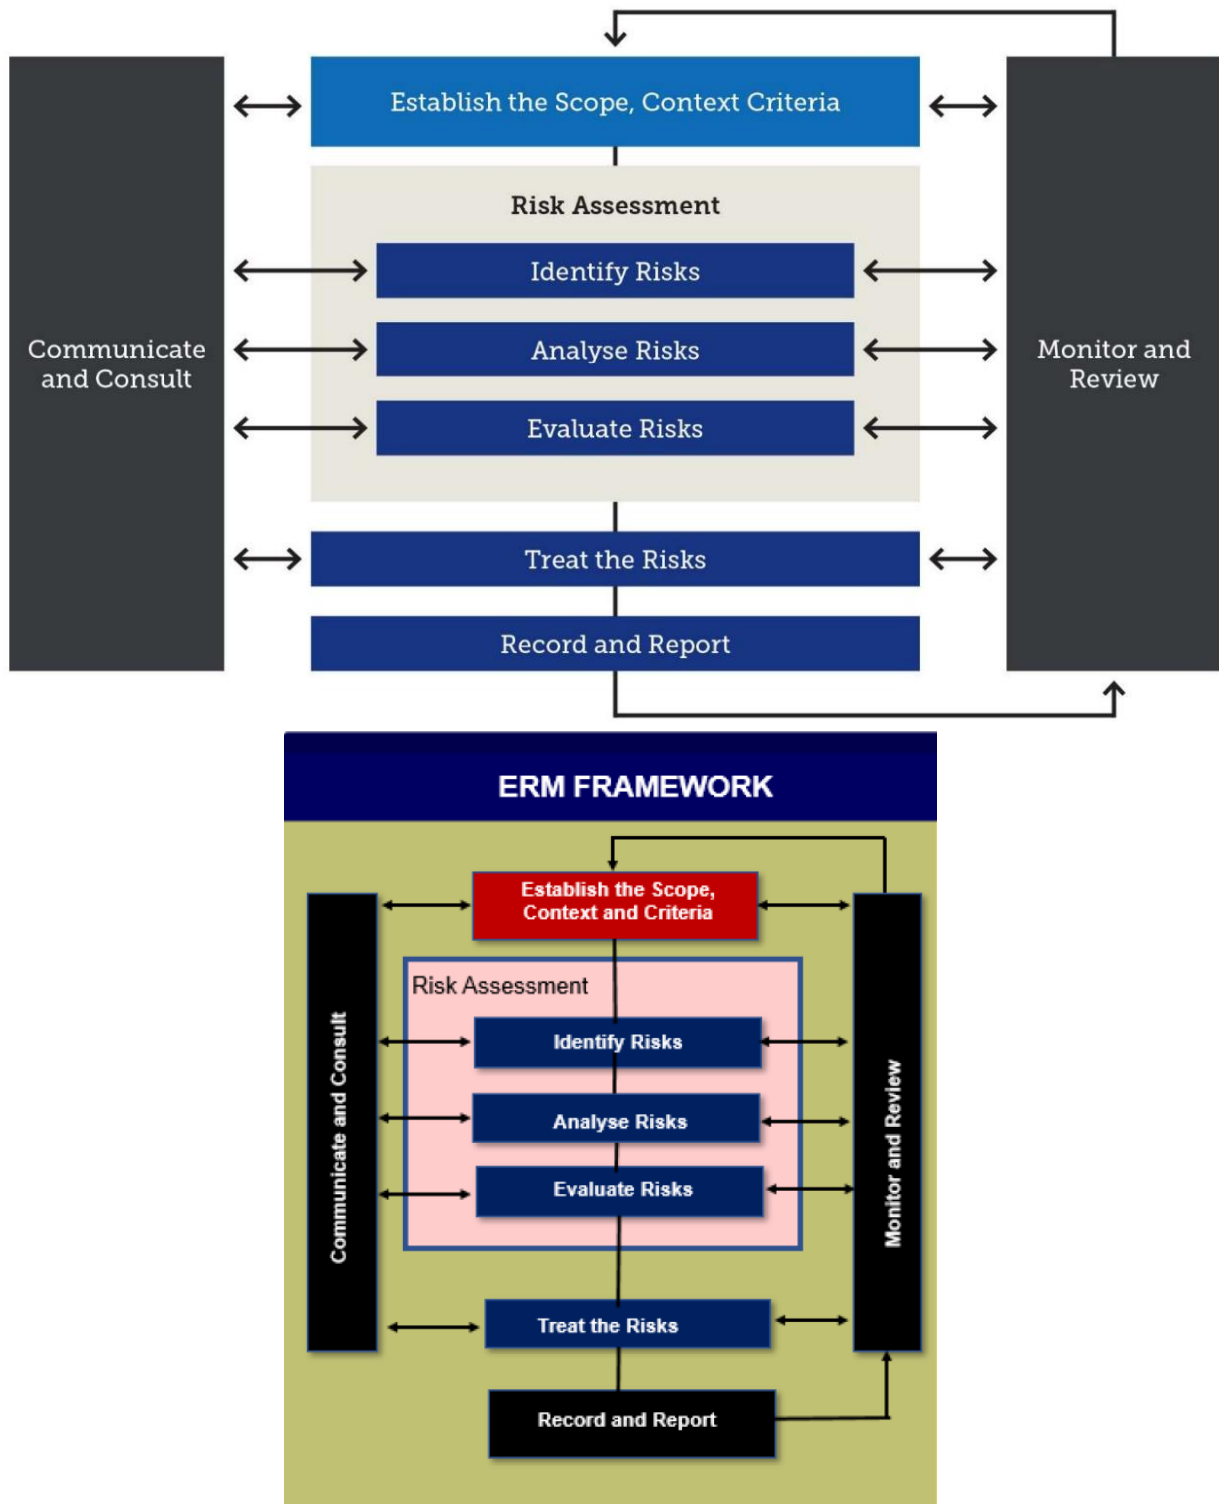 Establish the Scope, Context Criteria
Risk Assessment
Identify Risks
Analyse Risks
Evaluate Risks
Communicate
and Consult
Monitor and
Review
Treat the Risks
Record and Report
ERM FRAMEWORK
Establish the Scope,
Context and Criteria
Risk Assessment
Identify Risks
Analyse Risks
Evaluate Risks
Communicate and Consult
Monitor and Review
Treat the Risks
Record and Report